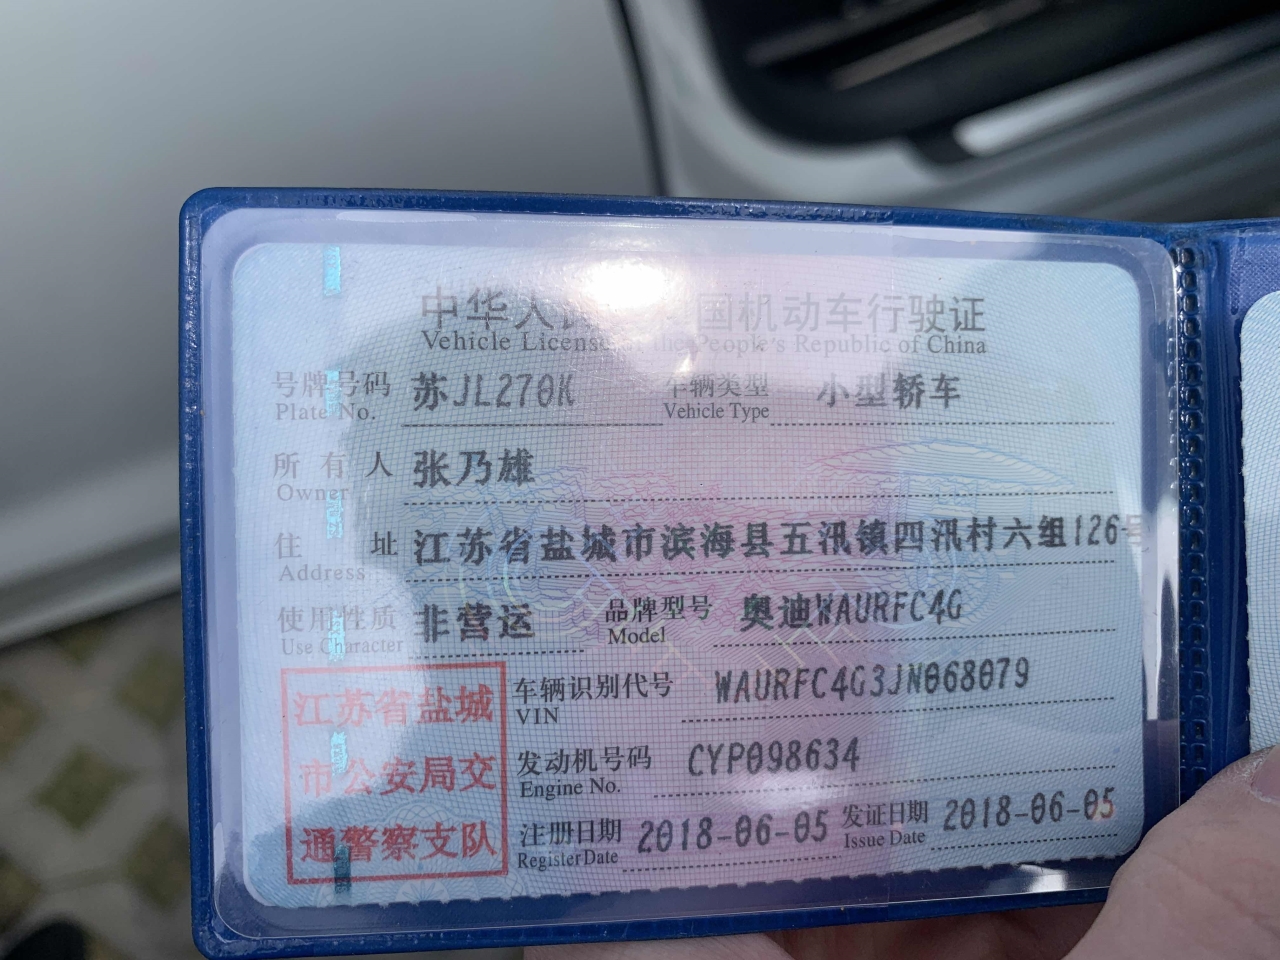 中华人 国机动车行驶证
Vehicle License the People's Republic of China
号牌号码 苏JL270K 车辆类型 小型轿车
Plate No. Vehicle Type
所有人 张乃雄
Owner
住址 江苏省盐城市滨海县五汛镇四汛村六组126号
Address
使用性质 非营运 品牌型号 奥迪WAURFC4G
Use Character Model
江苏省盐城
市公安局交
通警察支队
车辆识别代号 WAURFC4G3JN068079
VIN
发动机号码 CYP098634
Engine No.
注册日期 2018-06-05 发证日期 2018-06-05
Register Date Issue Date